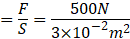 = F/S = 500N / 3×10⁻²m²